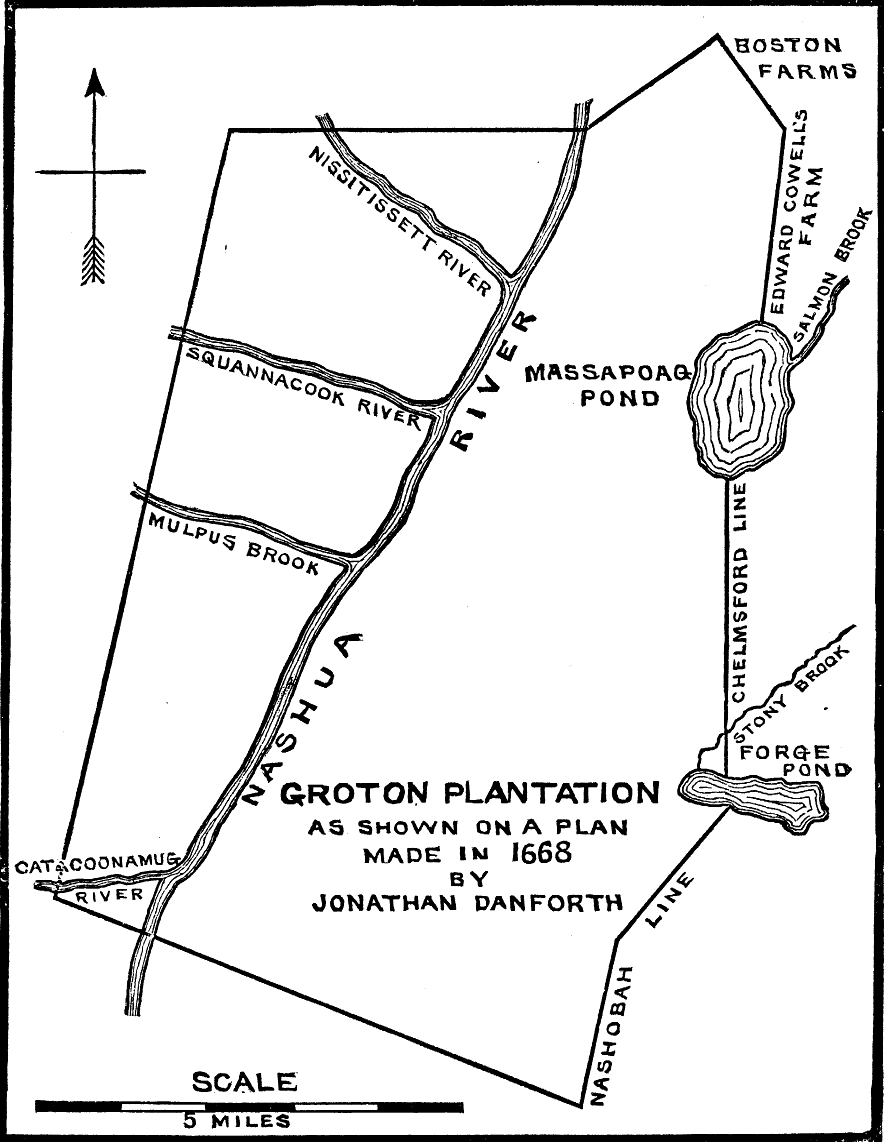 BOSTON
FARMS
EDWARD COWELL'S
FARM
SALMON BROOK
NISSITISSETT RIVER
SQUANNACOOK RIVER
MASSAPOAG
POND
MULPUS BROOK
NASHUA RIVER
CHELMSFORD LINE
STONY BROOK
FORGE
POND
GROTON PLANTATION
AS SHOWN ON A PLAN
MADE IN 1668
BY
JONATHAN DANFORTH
CATACOONAMUG
RIVER
NASHOBAH LINE
SCALE
5 MILES